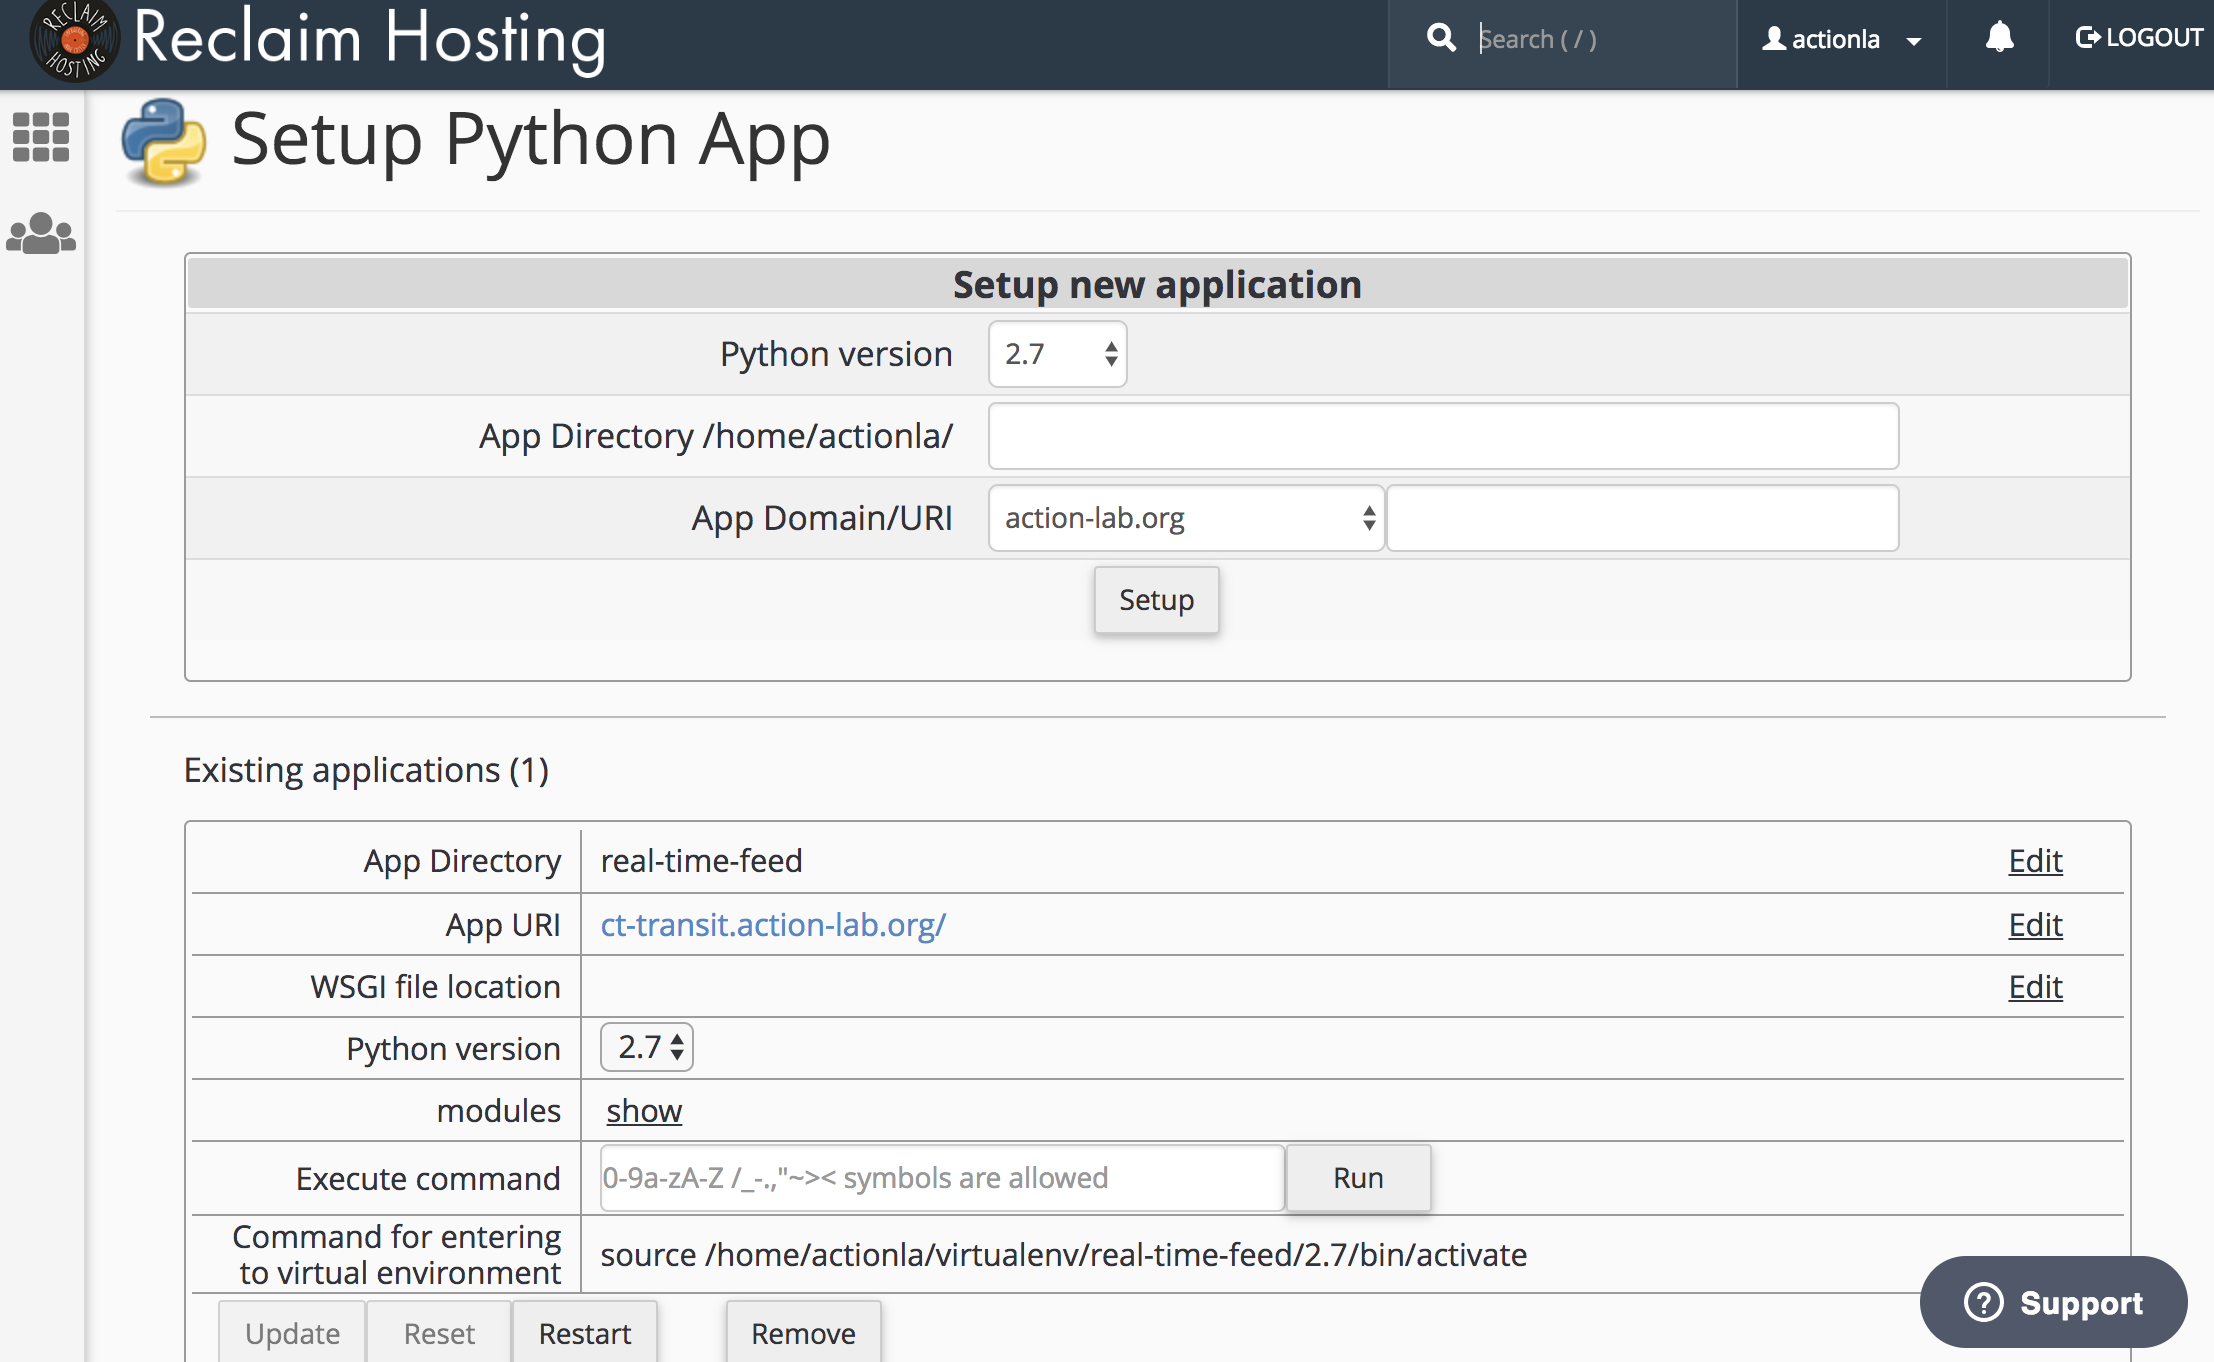 RECLAIM HOSTING
Reclaim Hosting
Search ( / )
actionla
LOGOUT
Setup Python App
Setup new application
Python version
2.7
App Directory /home/actionla/
App Domain/URI
action-lab.org
Setup
Existing applications (1)
App Directory real-time-feed Edit
App URI ct-transit.action-lab.org/ Edit
WSGI file location Edit
Python version 2.7
modules show
Execute command 0-9a-zA-Z /_-.,"~>< symbols are allowed Run
Command for entering
to virtual environment source /home/actionla/virtualenv/real-time-feed/2.7/bin/activate
Update Reset Restart Remove
? Support